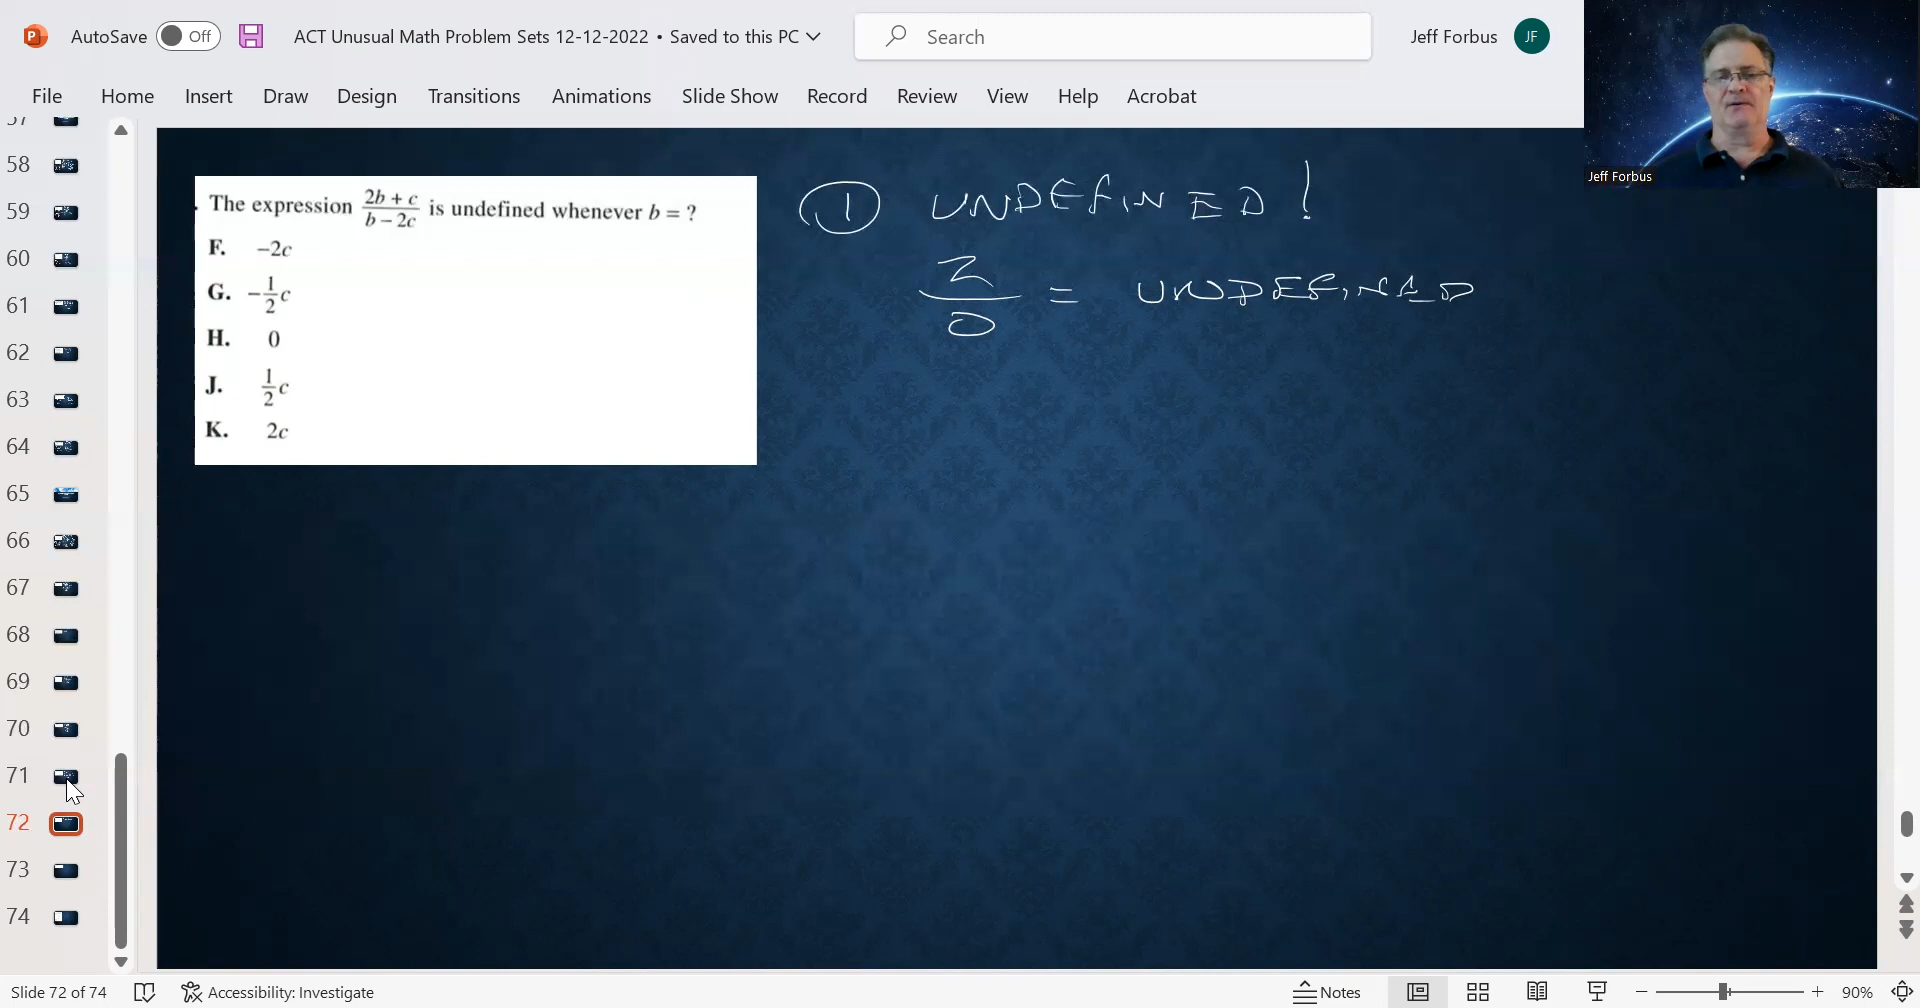 AutoSave Off ACT Unusual Math Problem Sets 12-12-2022 • Saved to this PC Search Jeff Forbus JF
File Home Insert Draw Design Transitions Animations Slide Show Record Review View Help Acrobat
Jeff Forbus
57
58
59
60
61
62
63
64
65
66
67
68
69
70
71
72
73
74
The expression (2b + c)/(b – 2c) is undefined whenever b = ?
F. –2c
G. –1/2 c
H. 0
J. 1/2 c
K. 2c
① UNDEFINED!
2/0 = UNDEFINED
Slide 72 of 74 Accessibility: Investigate Notes 90%